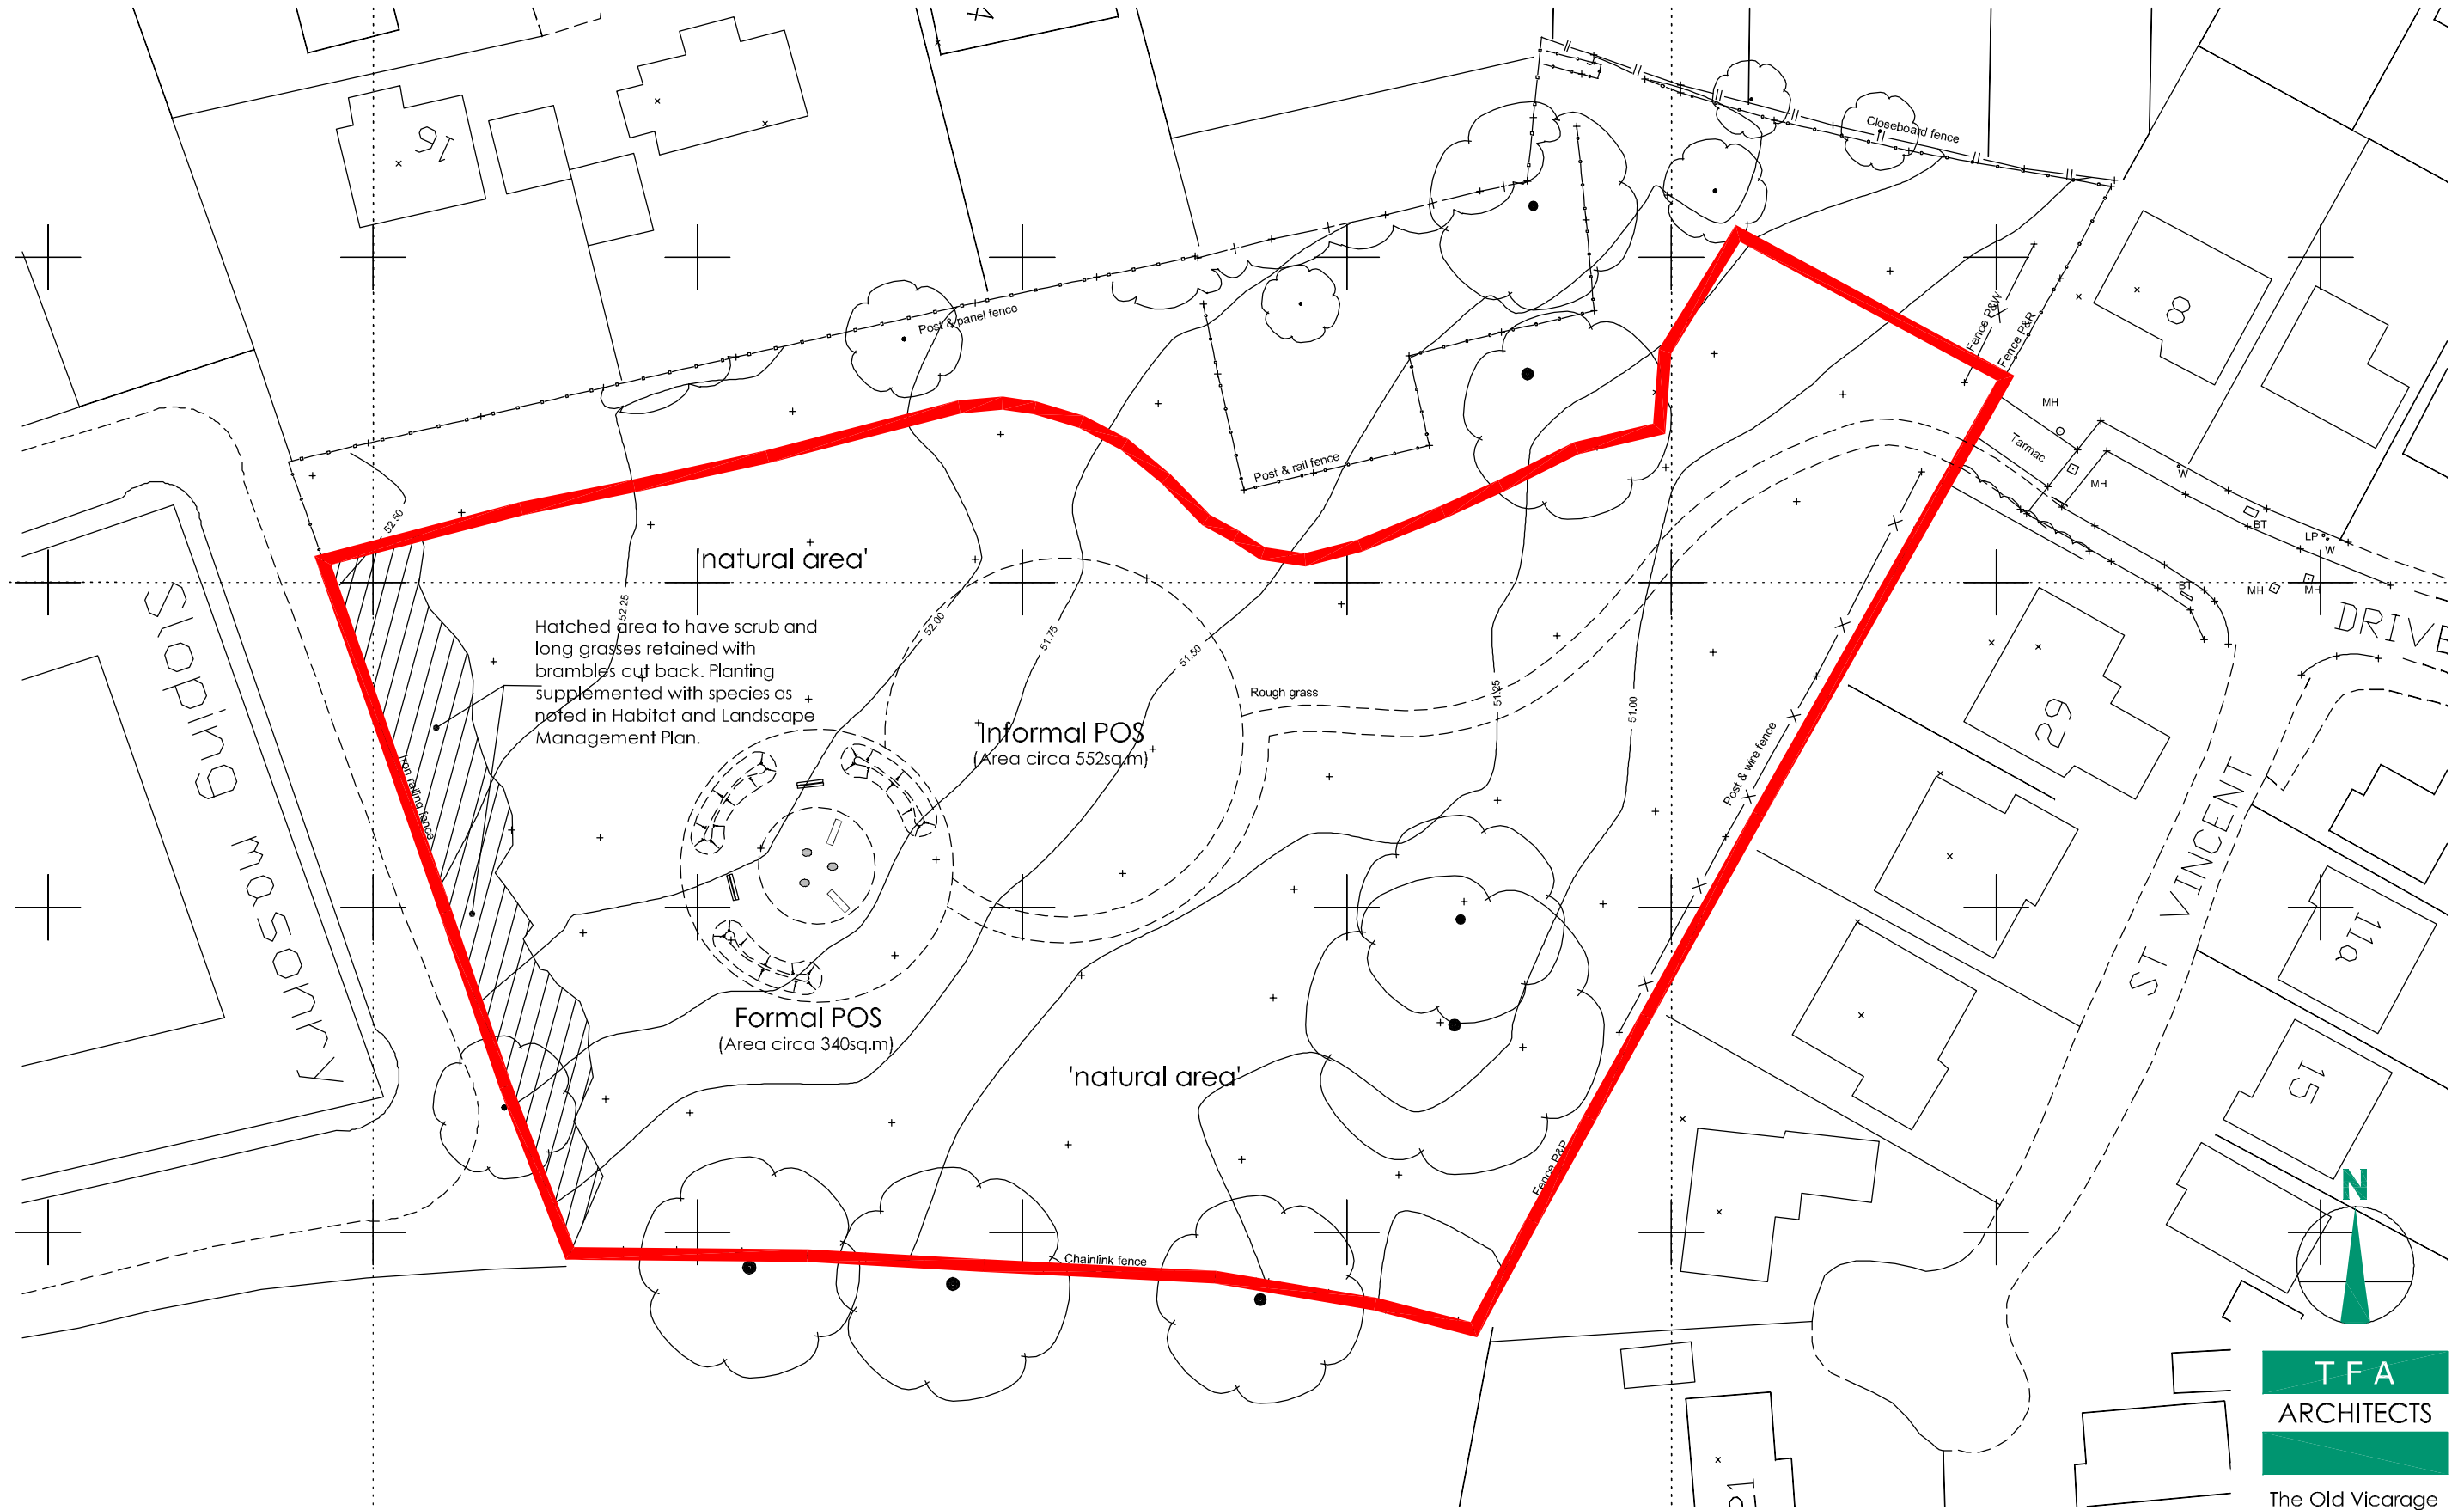 4
16
Closeboard fence
Post & panel fence
8
Fence P&W
Fence P&R
MH
Tarmac
Post & rail fence
W
MH
52.50
BT
LP
W
'natural area'
BT
MH
MH
Sloping masonry
52.25
52.00
51.75
51.50
DRIVE
Hatched area to have scrub and
long grasses retained with
brambles cut back. Planting
supplemented with species as
noted in Habitat and Landscape
Management Plan.
Rough grass
51.25
51.00
29
Informal POS
(Area circa 552sq.m)
Iron railing fence
Post & wire fence
ST VINCENT
11a
Formal POS
(Area circa 340sq.m)
'natural area'
15
Fence P&P
N
Chainlink fence
21
TFA
ARCHITECTS
The Old Vicarage